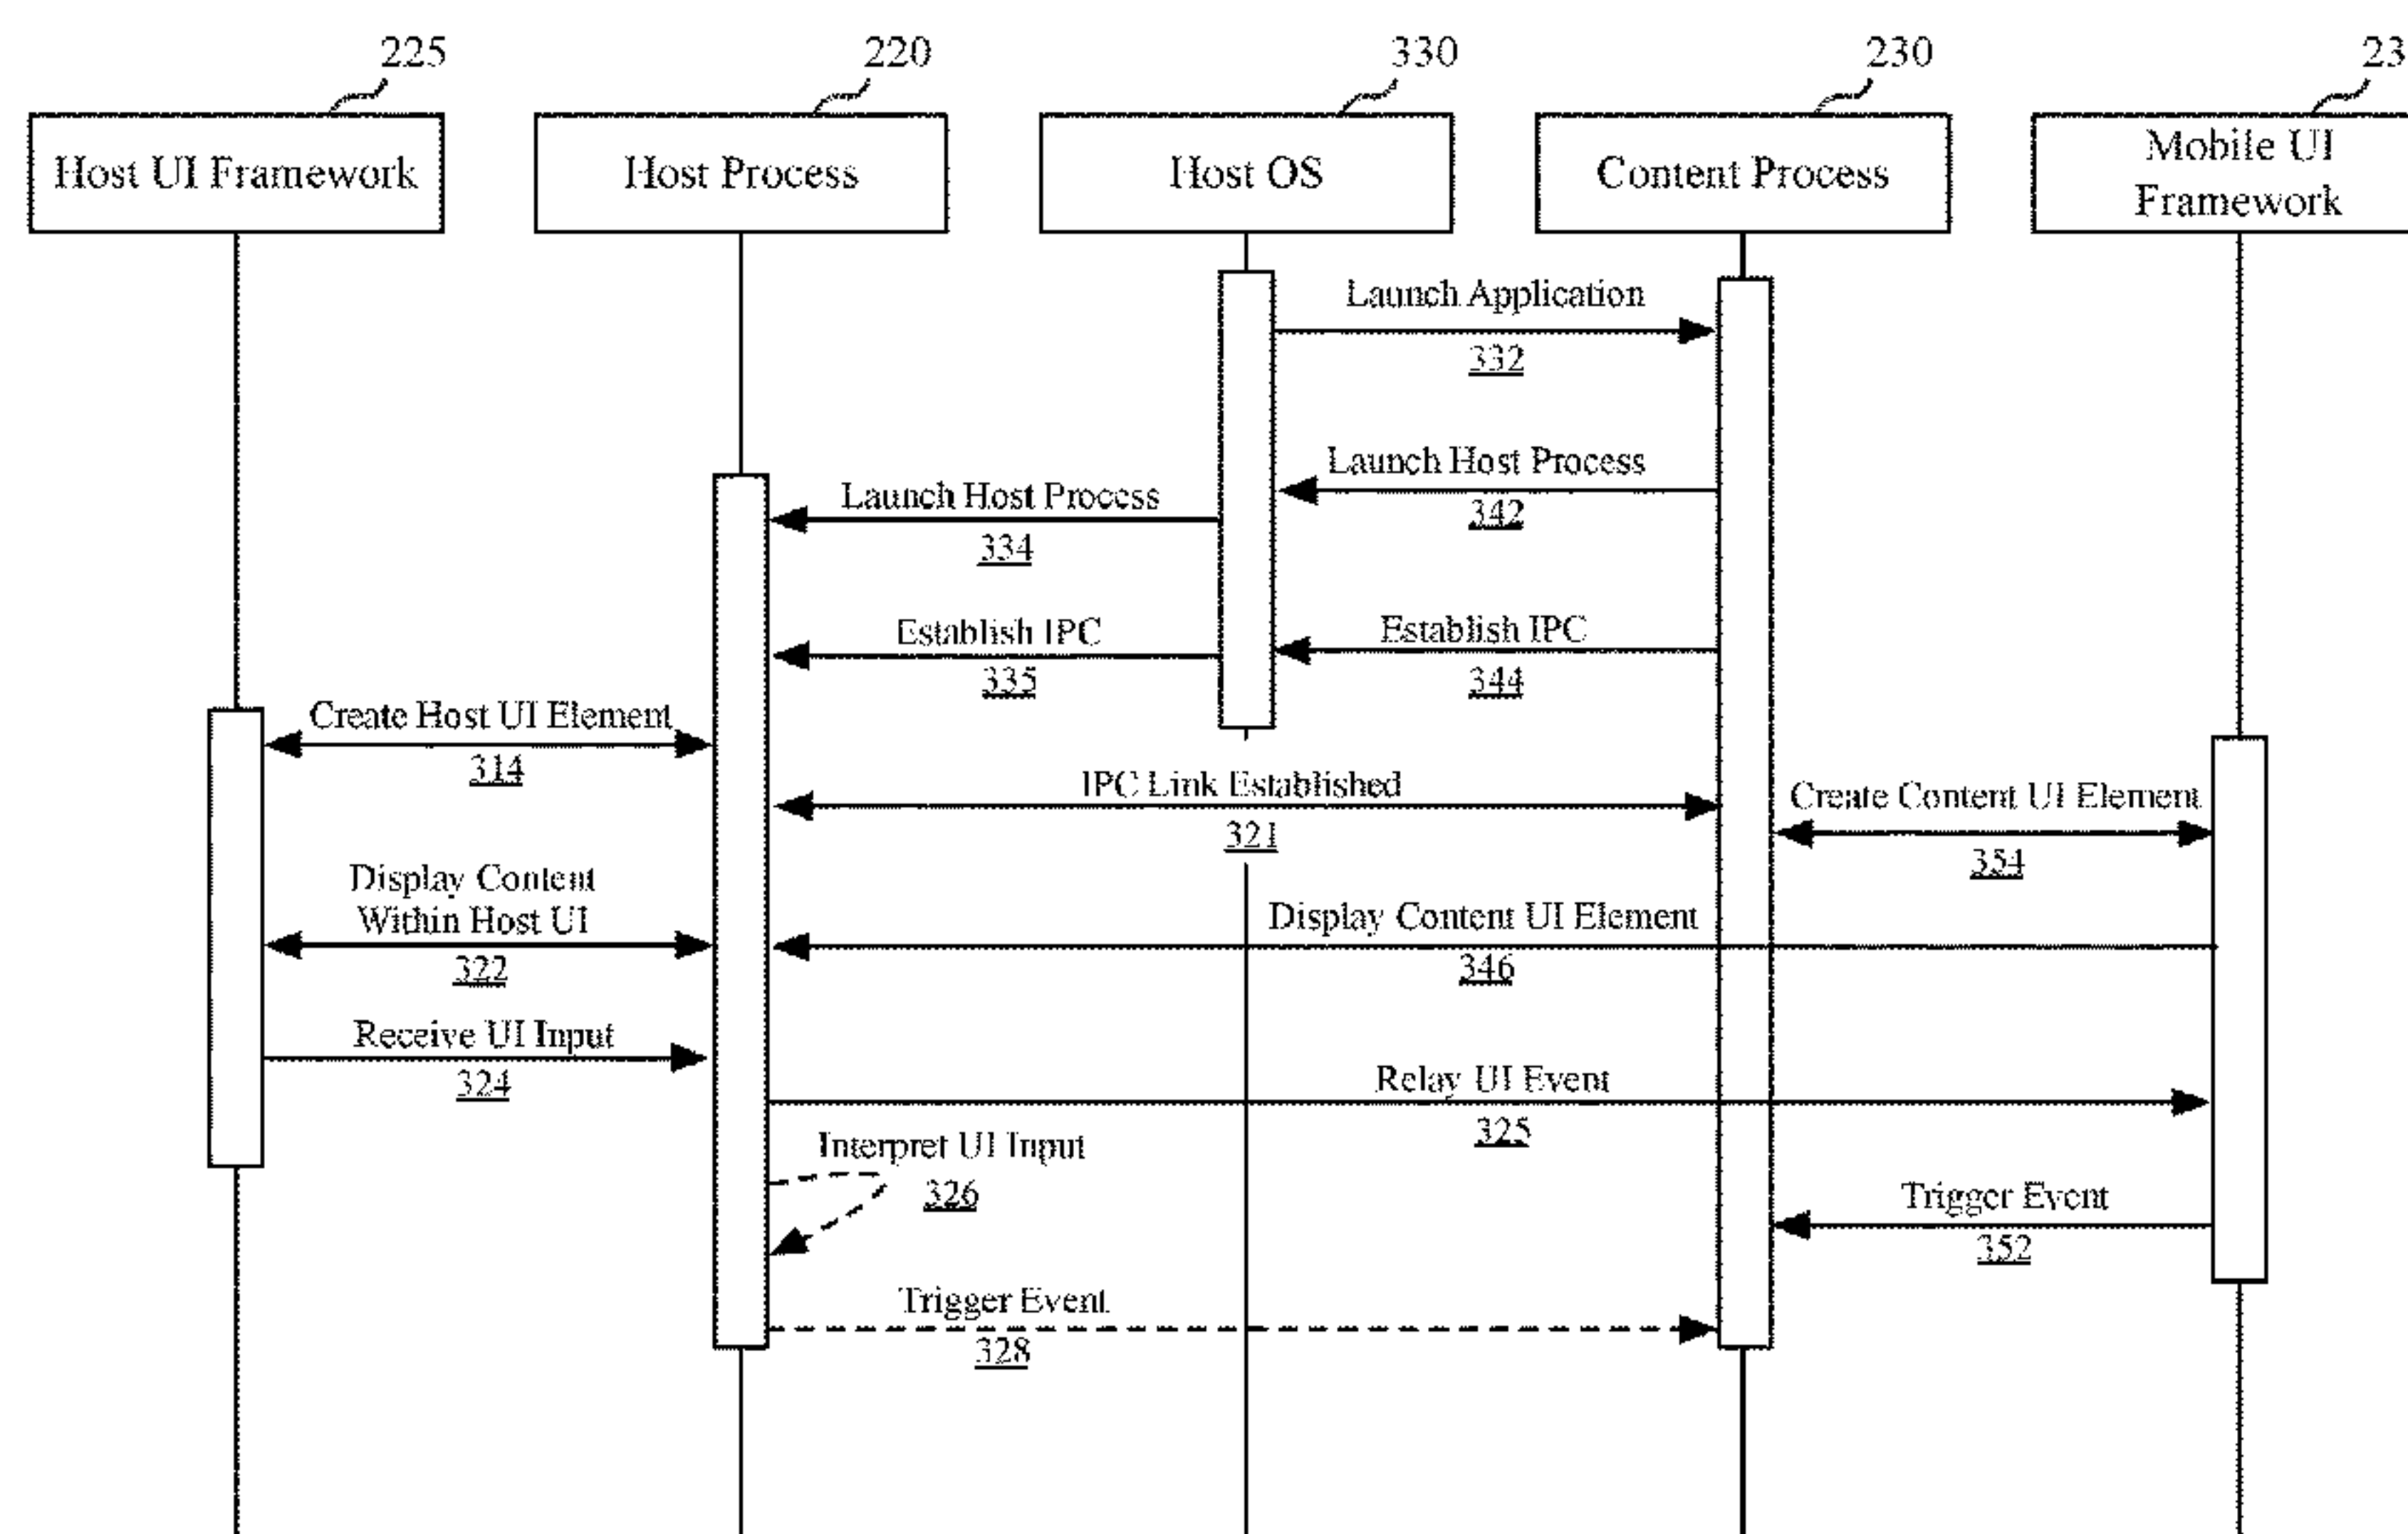 225
220
330
230
23
Host UI Framework
Host Process
Host OS
Content Process
Mobile UI
Framework
Launch Application
332
Launch Host Process
342
Launch Host Process
334
Establish IPC
344
Establish IPC
335
Create Host UI Element
314
IPC Link Established
321
Create Content UI Element
354
Display Content
Within Host UI
322
Display Content UI Element
346
Receive UI Input
324
Relay UI Event
325
Interpret UI Input
326
Trigger Event
352
Trigger Event
328